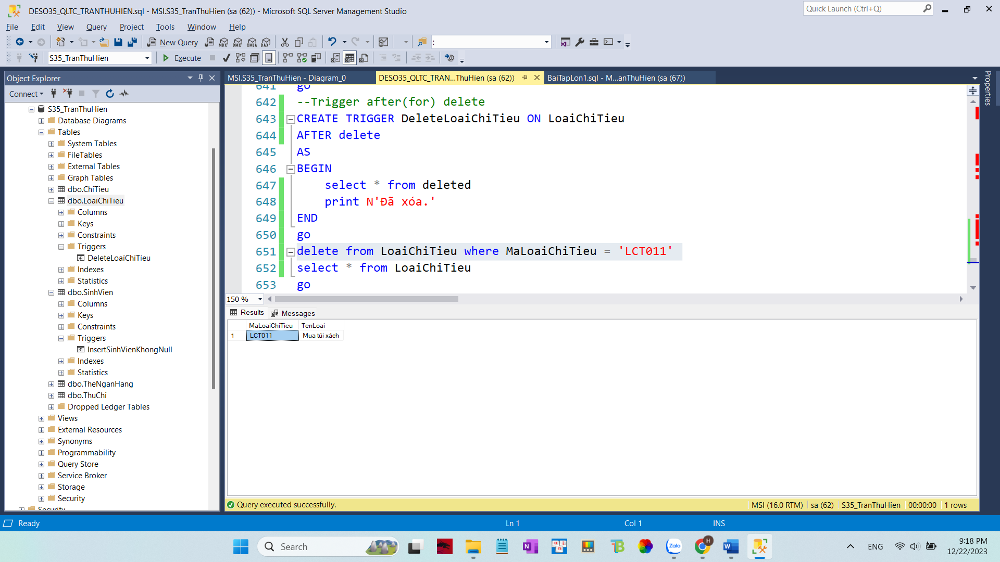 DESO35_QLTC_TRANTHUHIEN.sql - MSI.S35_TranThuHien (sa (62)) - Microsoft SQL Server Management Studio
Quick Launch (Ctrl+Q)
File Edit View Query Project Tools Window Help
New Query
MDX DMX XMLA DAX
:
S35_TranThuHien
Execute
Object Explorer
MSI.S35_TranThuHien - Diagram_0
DESO35_QLTC_TRAN...ThuHien (sa (62))
BaiTapLon1.sql - M...anThuHien (sa (67))
Properties
Connect
S35_TranThuHien
Database Diagrams
Tables
System Tables
FileTables
External Tables
Graph Tables
dbo.ChiTieu
dbo.LoaiChiTieu
Columns
Keys
Constraints
Triggers
DeleteLoaiChiTieu
Indexes
Statistics
dbo.SinhVien
Columns
Keys
Constraints
Triggers
InsertSinhVienKhongNull
Indexes
Statistics
dbo.TheNganHang
dbo.ThuChi
Dropped Ledger Tables
Views
External Resources
Synonyms
Programmability
Query Store
Service Broker
Storage
Security
Security
641 go
642 --Trigger after(for) delete
643 CREATE TRIGGER DeleteLoaiChiTieu ON LoaiChiTieu
644 AFTER delete
645 AS
646 BEGIN
647 select * from deleted
648 print N'Đã xóa.'
649 END
650 go
651 delete from LoaiChiTieu where MaLoaiChiTieu = 'LCT011'
652 select * from LoaiChiTieu
653 go
150 %
Results Messages
MaLoaiChiTieu TenLoai
1 LCT011 Mua túi xách
Query executed successfully.
MSI (16.0 RTM) sa (62) S35_TranThuHien 00:00:00 1 rows
Ready Ln 1 Col 1 INS
Search
Zalo
H
ENG
9:18 PM
12/22/2023